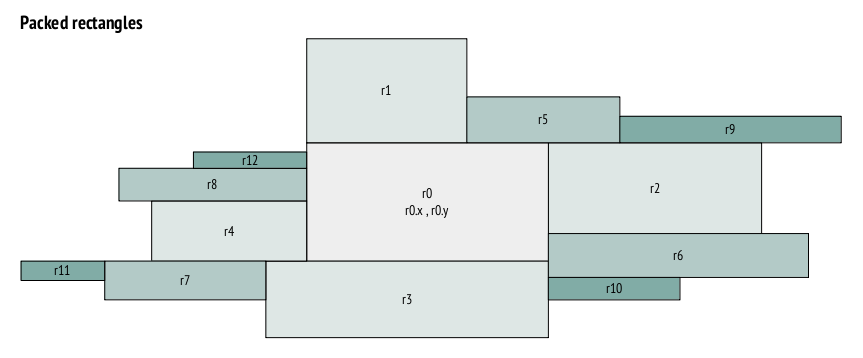 Packed rectangles
r1
r5
r9
r12
r8
r0
r0.x , r0.y
r2
r4
r6
r11
r7
r3
r10